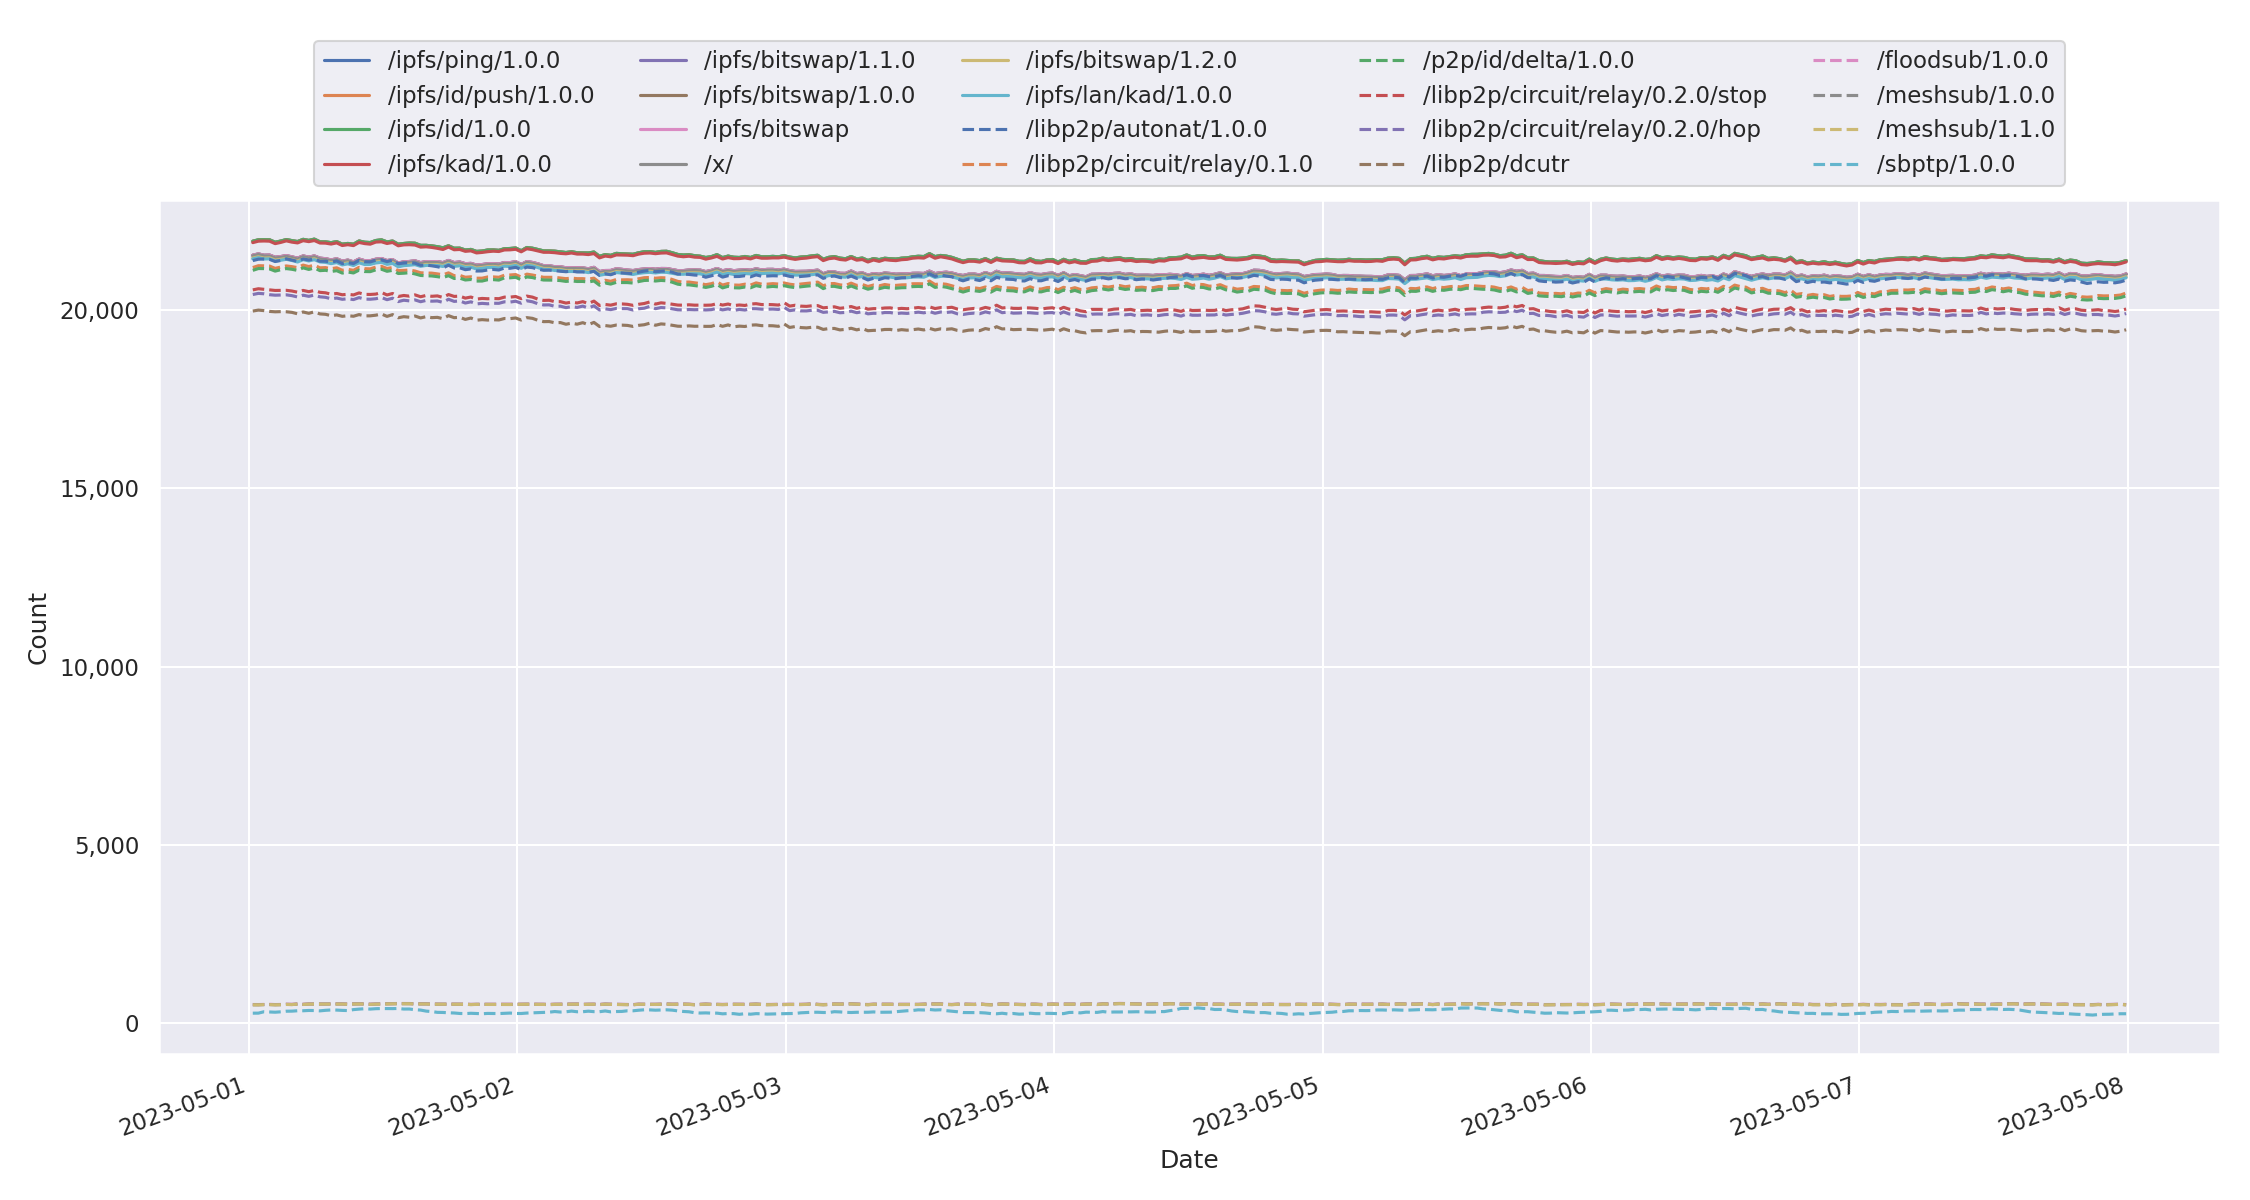 /ipfs/ping/1.0.0 /ipfs/bitswap/1.1.0 /ipfs/bitswap/1.2.0 /p2p/id/delta/1.0.0 /floodsub/1.0.0
/ipfs/id/push/1.0.0 /ipfs/bitswap/1.0.0 /ipfs/lan/kad/1.0.0 /libp2p/circuit/relay/0.2.0/stop /meshsub/1.0.0
/ipfs/id/1.0.0 /ipfs/bitswap /libp2p/autonat/1.0.0 /libp2p/circuit/relay/0.2.0/hop /meshsub/1.1.0
/ipfs/kad/1.0.0 /x/ /libp2p/circuit/relay/0.1.0 /libp2p/dcutr /sbptp/1.0.0
20,000
15,000
10,000
5,000
0
Count
2023-05-01 2023-05-02 2023-05-03 2023-05-04 2023-05-05 2023-05-06 2023-05-07 2023-05-08
Date